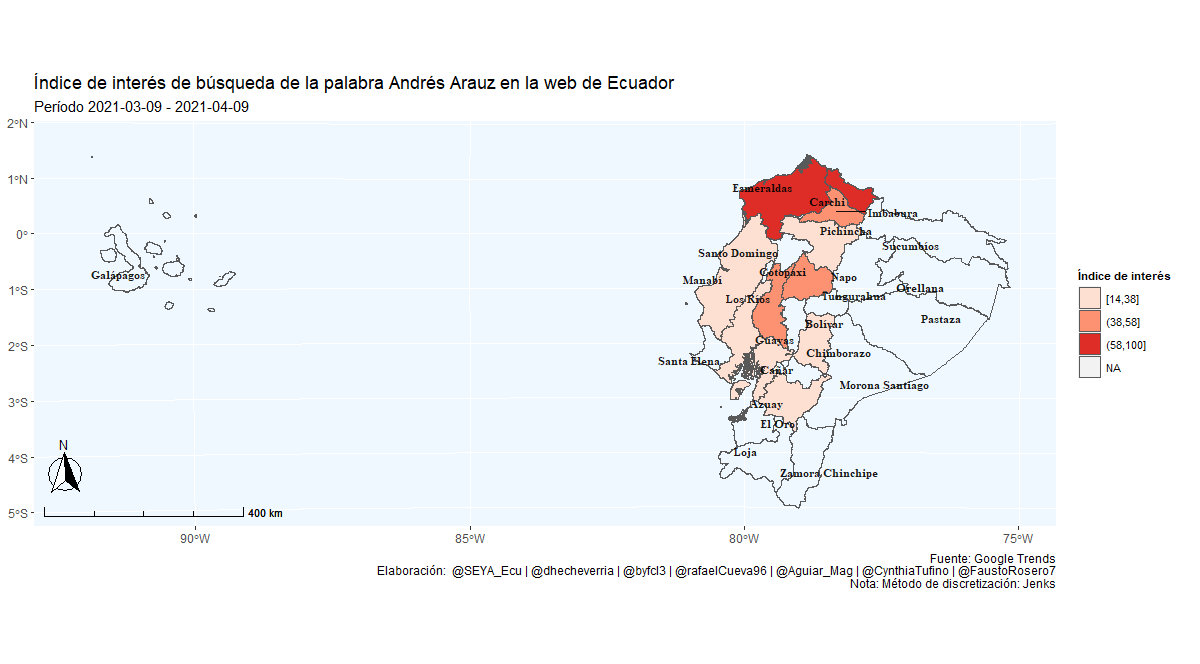 Índice de interés de búsqueda de la palabra Andrés Arauz en la web de Ecuador
Período 2021-03-09 - 2021-04-09
2°N
1°N
0°
1°S
2°S
3°S
4°S
5°S
90°W
85°W
80°W
75°W
Esmeraldas
Carchi
Imbabura
Pichincha
Sucumbíos
Santo Domingo
Galápagos
Cotopaxi
Manabí
Napo
Orellana
Los Ríos
Tungurahua
Pastaza
Bolívar
Guayas
Chimborazo
Santa Elena
Cañar
Morona Santiago
Azuay
El Oro
Loja
Zamora Chinchipe
N
400 km
Índice de interés
[14,38]
(38,58]
(58,100]
NA
Fuente: Google Trends
Elaboración: @SEYA_Ecu | @dhecheverria | @byfcl3 | @rafaelCueva96 | @Aguiar_Mag | @CynthiaTufino | @FaustoRosero7
Nota: Método de discretización: Jenks